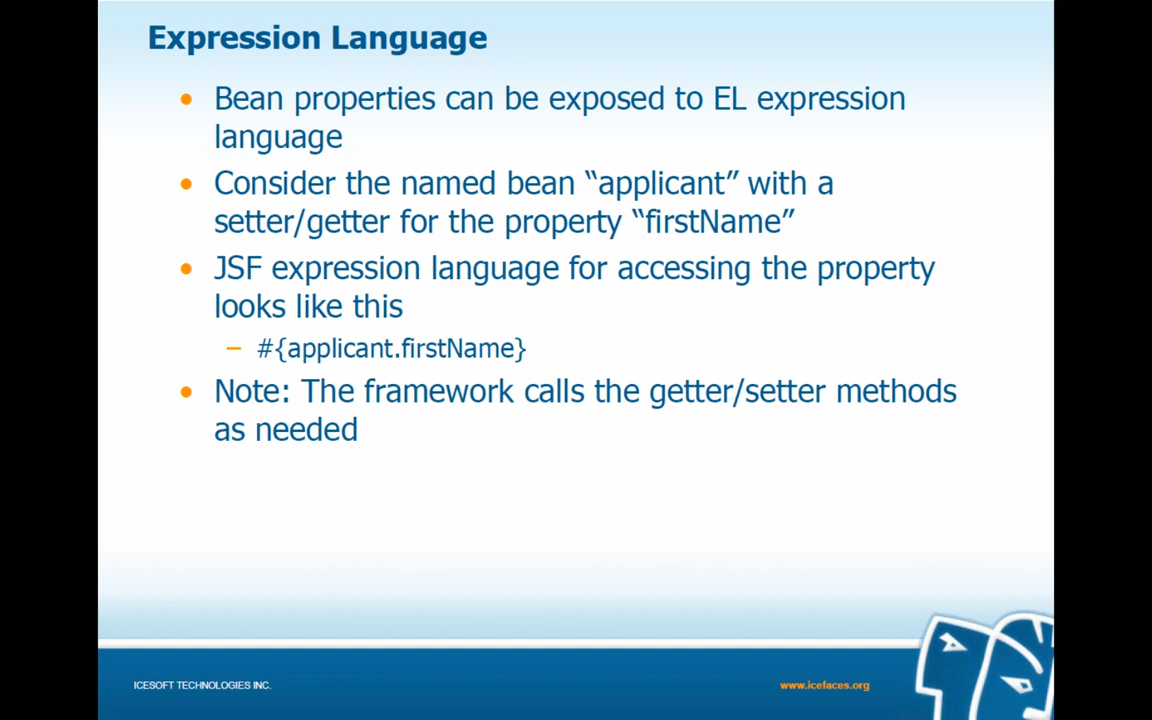 Expression Language
• Bean properties can be exposed to EL expression
language
• Consider the named bean “applicant” with a
setter/getter for the property “firstName”
• JSF expression language for accessing the property
looks like this
– #{applicant.firstName}
• Note: The framework calls the getter/setter methods
as needed
ICESOFT TECHNOLOGIES INC.
www.icefaces.org